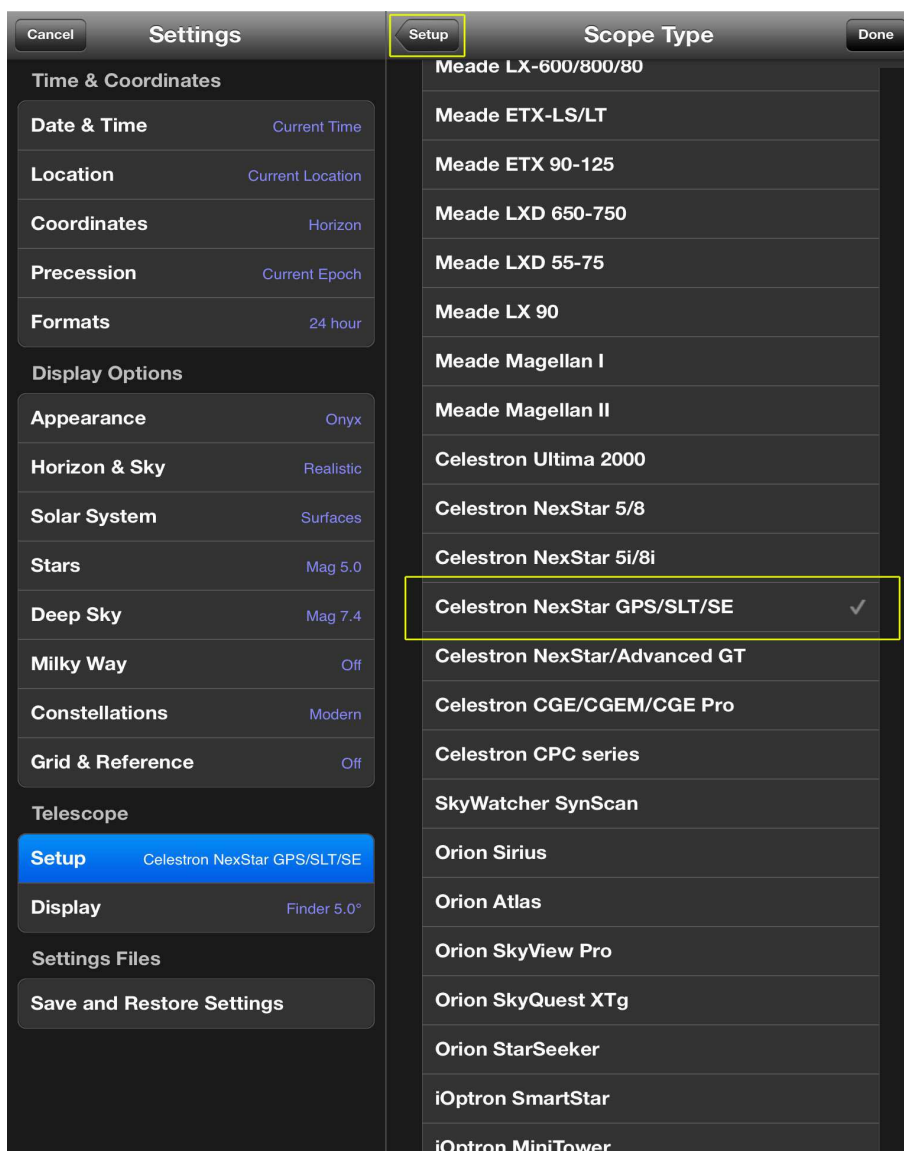 Cancel
Settings
Time & Coordinates
Date & Time Current Time
Location Current Location
Coordinates Horizon
Precession Current Epoch
Formats 24 hour
Display Options
Appearance Onyx
Horizon & Sky Realistic
Solar System Surfaces
Stars Mag 5.0
Deep Sky Mag 7.4
Milky Way Off
Constellations Modern
Grid & Reference Off
Telescope
Setup Celestron NexStar GPS/SLT/SE
Display Finder 5.0°
Settings Files
Save and Restore Settings
Setup
Scope Type
Done
Meade LX-600/800/80
Meade ETX-LS/LT
Meade ETX 90-125
Meade LXD 650-750
Meade LXD 55-75
Meade LX 90
Meade Magellan I
Meade Magellan II
Celestron Ultima 2000
Celestron NexStar 5/8
Celestron NexStar 5i/8i
Celestron NexStar GPS/SLT/SE
Celestron NexStar/Advanced GT
Celestron CGE/CGEM/CGE Pro
Celestron CPC series
SkyWatcher SynScan
Orion Sirius
Orion Atlas
Orion SkyView Pro
Orion SkyQuest XTg
Orion StarSeeker
iOptron SmartStar
iOptron MiniTower